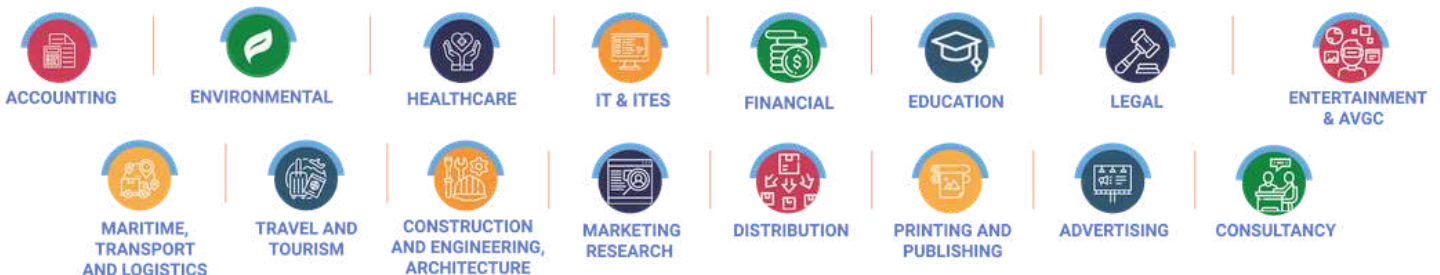 ACCOUNTING
ENVIRONMENTAL
HEALTHCARE
IT & ITES
FINANCIAL
EDUCATION
LEGAL
ENTERTAINMENT
& AVGC
MARITIME,
TRANSPORT
AND LOGISTICS
TRAVEL AND
TOURISM
CONSTRUCTION
AND ENGINEERING,
ARCHITECTURE
MARKETING
RESEARCH
DISTRIBUTION
PRINTING AND
PUBLISHING
ADVERTISING
CONSULTANCY